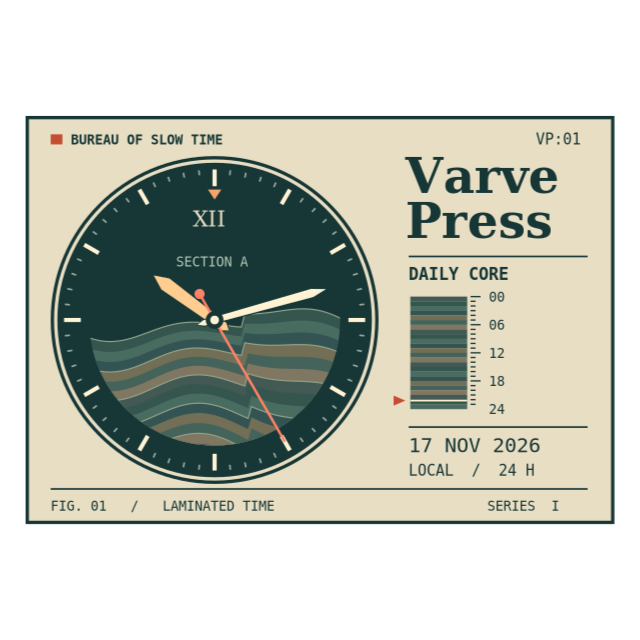 BUREAU OF SLOW TIME
VP:01
Varve
Press
XII
SECTION A
DAILY CORE
00
06
12
18
24
17 NOV 2026
LOCAL / 24 H
FIG. 01 / LAMINATED TIME
SERIES I